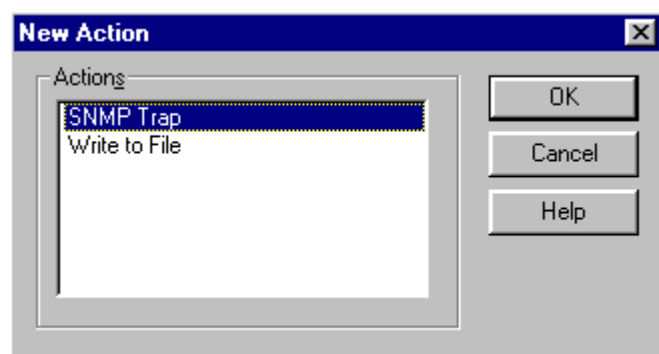 New Action
Actions
SNMP Trap
Write to File
OK
Cancel
Help